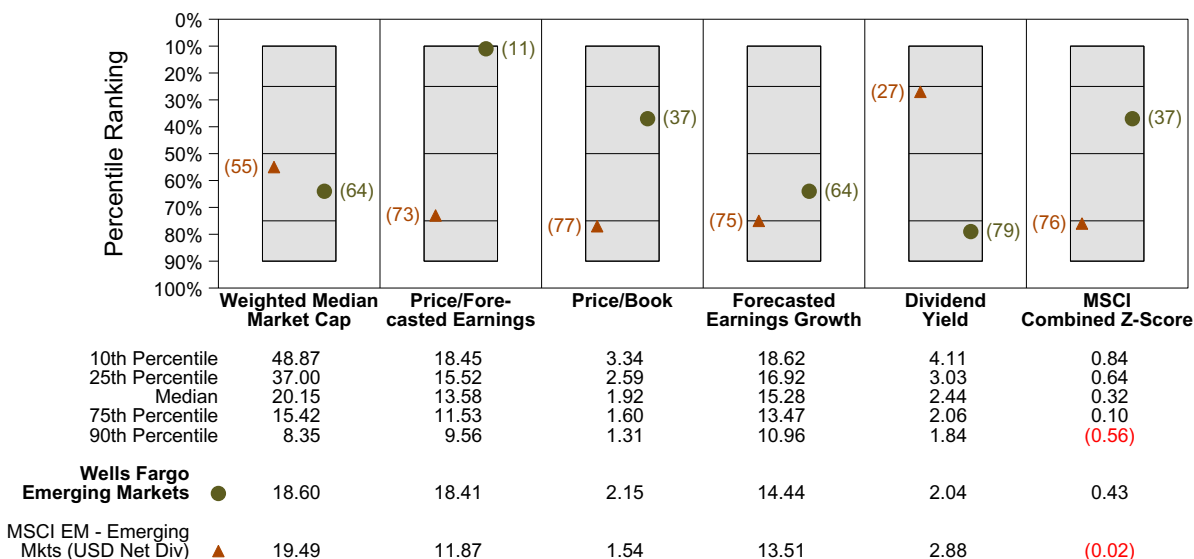 Percentile Ranking
0%
10%
20%
30%
40%
50%
60%
70%
80%
90%
100%
(55)
(64)
(11)
(73)
(37)
(77)
(64)
(75)
(27)
(79)
(37)
(76)
Weighted Median
Market Cap
Price/Fore-
casted Earnings
Price/Book
Forecasted
Earnings Growth
Dividend
Yield
MSCI
Combined Z-Score
10th Percentile 48.87 18.45 3.34 18.62 4.11 0.84
25th Percentile 37.00 15.52 2.59 16.92 3.03 0.64
Median 20.15 13.58 1.92 15.28 2.44 0.32
75th Percentile 15.42 11.53 1.60 13.47 2.06 0.10
90th Percentile 8.35 9.56 1.31 10.96 1.84 (0.56)
Wells Fargo
Emerging Markets 18.60 18.41 2.15 14.44 2.04 0.43
MSCI EM - Emerging
Mkts (USD Net Div) 19.49 11.87 1.54 13.51 2.88 (0.02)